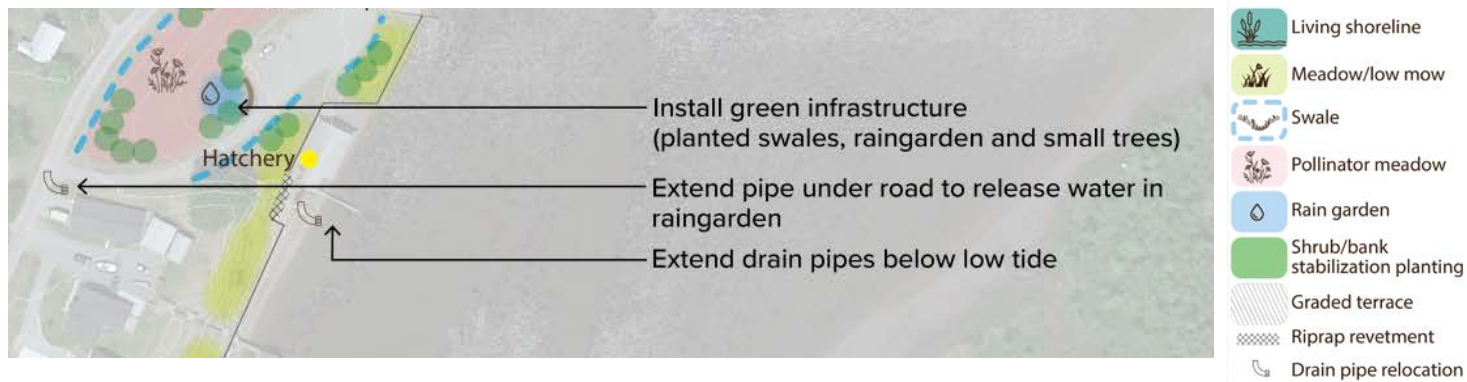 Install green infrastructure
(planted swales, raingarden and small trees)
Hatchery
Extend pipe under road to release water in
raingarden
Extend drain pipes below low tide
Living shoreline
Meadow/low mow
Swale
Pollinator meadow
Rain garden
Shrub/bank
stabilization planting
Graded terrace
Riprap revetment
Drain pipe relocation